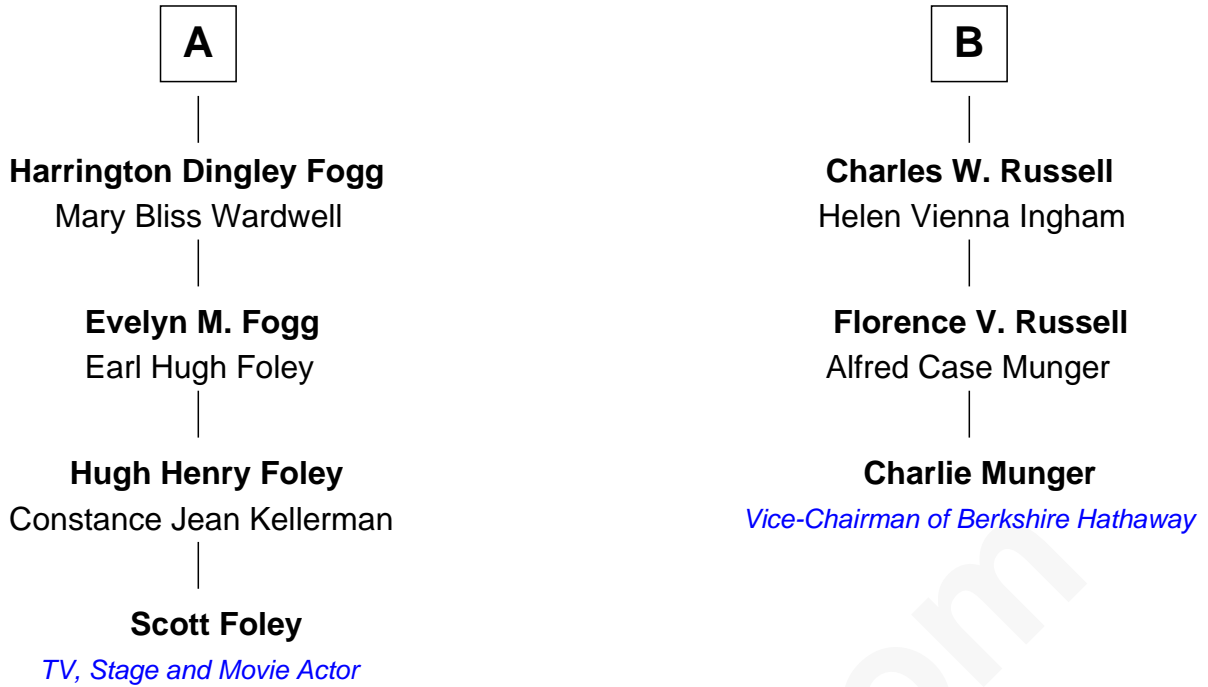 A
Harrington Dingley Fogg
Mary Bliss Wardwell
Evelyn M. Fogg
Earl Hugh Foley
Hugh Henry Foley
Constance Jean Kellerman
Scott Foley
TV, Stage and Movie Actor
B
Charles W. Russell
Helen Vienna Ingham
Florence V. Russell
Alfred Case Munger
Charlie Munger
Vice-Chairman of Berkshire Hathaway
om